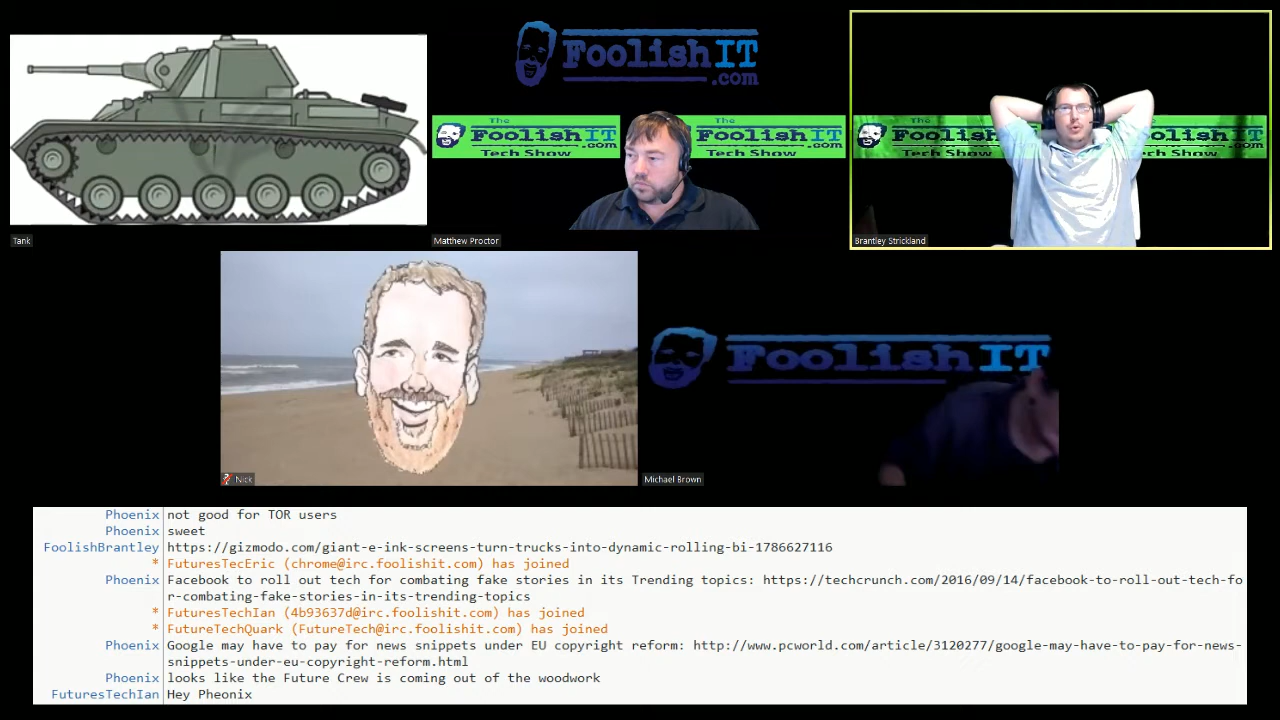 FoolishIT
.com
The
FoolishIT
.com
Tech Show
The
FoolishIT
.com
Tech Show
The
FoolishIT
.com
Tech Show
Tank
Matthew Proctor
Brantley Strickland
FoolishIT
Nick
Michael Brown
Phoenix not good for TOR users
Phoenix sweet
FoolishBrantley https://gizmodo.com/giant-e-ink-screens-turn-trucks-into-dynamic-rolling-bi-1786627116
* FuturesTecEric (chrome@irc.foolishit.com) has joined
Phoenix Facebook to roll out tech for combating fake stories in its Trending topics: https://techcrunch.com/2016/09/14/facebook-to-roll-out-tech-fo
r-combating-fake-stories-in-its-trending-topics
* FuturesTechIan (4b93637d@irc.foolishit.com) has joined
* FutureTechQuark (FutureTech@irc.foolishit.com) has joined
Phoenix Google may have to pay for news snippets under EU copyright reform: http://www.pcworld.com/article/3120277/google-may-have-to-pay-for-news-
snippets-under-eu-copyright-reform.html
Phoenix looks like the Future Crew is coming out of the woodwork
FuturesTechIan Hey Pheonix